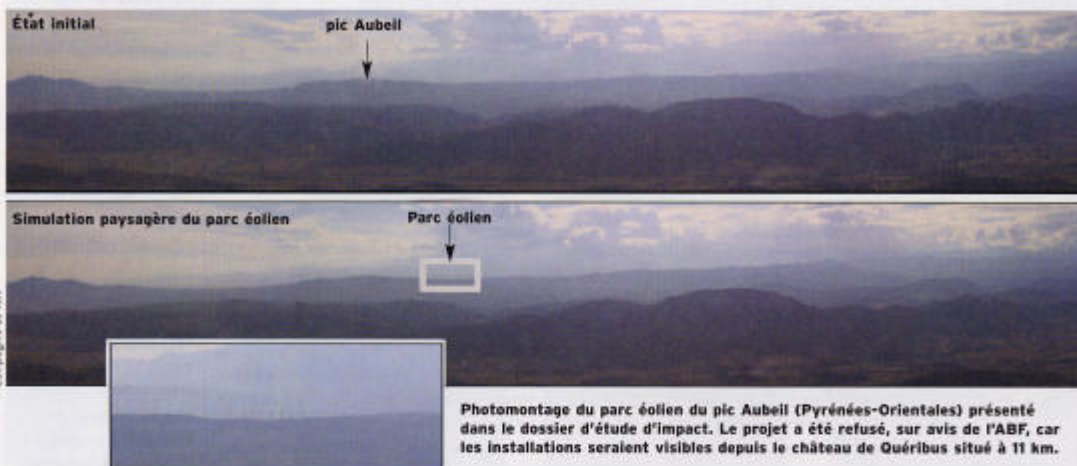 État initial
pic Aubeil
Simulation paysagère du parc éolien
Parc éolien
Photomontage du parc éolien du pic Aubeil (Pyrénées-Orientales) présenté
dans le dossier d'étude d'impact. Le projet a été refusé, sur avis de l'ABF, car
les installations seraient visibles depuis le château de Quéribus situé à 11 km.